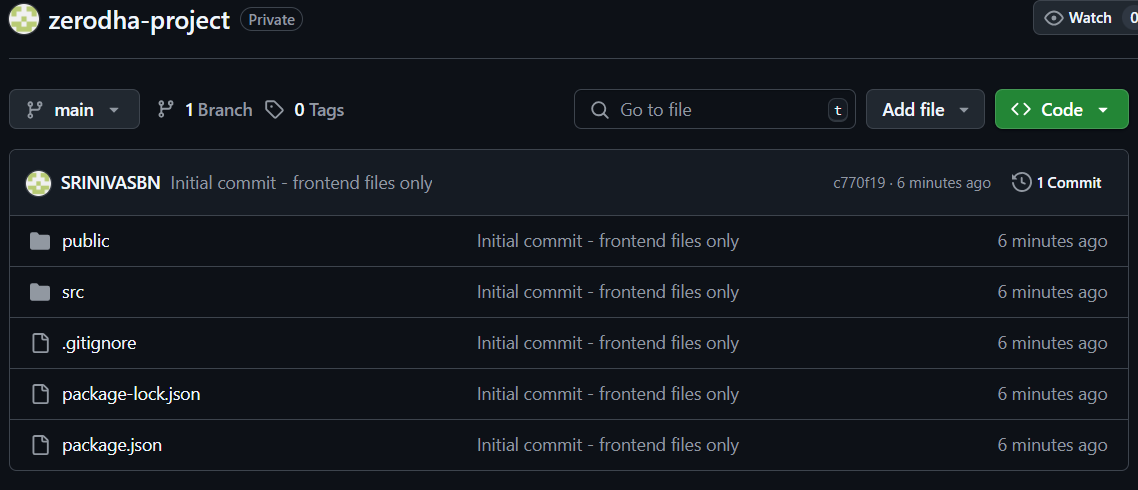 zerodha-project Private Watch 0
main 1 Branch 0 Tags Go to file t Add file Code
SRINIVASBN Initial commit - frontend files only c770f19 · 6 minutes ago 1 Commit
public Initial commit - frontend files only 6 minutes ago
src Initial commit - frontend files only 6 minutes ago
.gitignore Initial commit - frontend files only 6 minutes ago
package-lock.json Initial commit - frontend files only 6 minutes ago
package.json Initial commit - frontend files only 6 minutes ago